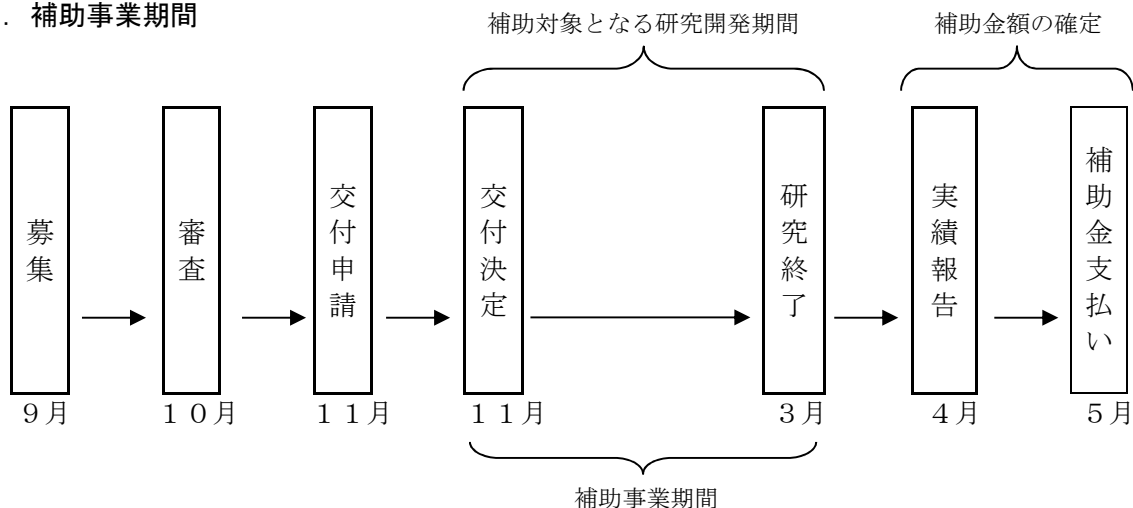 . 補助事業期間
補助対象となる研究開発期間
補助金額の確定
募集
審査
交付申請
交付決定
研究終了
実績報告
補助金支払い
９月
１０月
１１月
１１月
３月
４月
５月
補助事業期間